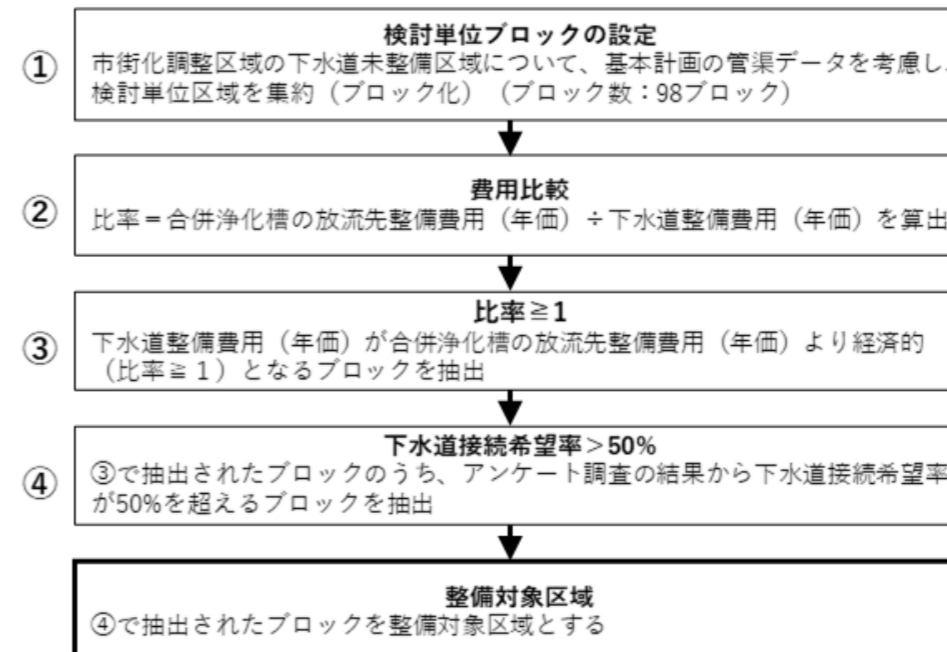 ①
検討単位ブロックの設定
市街化調整区域の下水道未整備区域について、基本計画の管渠データを考慮し
検討単位区域を集約（ブロック化）（ブロック数：98ブロック）
②
費用比較
比率＝合併浄化槽の放流先整備費用（年価）÷下水道整備費用（年価）を算出
③
比率≧1
下水道整備費用（年価）が合併浄化槽の放流先整備費用（年価）より経済的
（比率≧１）となるブロックを抽出
④
下水道接続希望率＞50%
③で抽出されたブロックのうち、アンケート調査の結果から下水道接続希望率
が50%を超えるブロックを抽出
整備対象区域
④で抽出されたブロックを整備対象区域とする